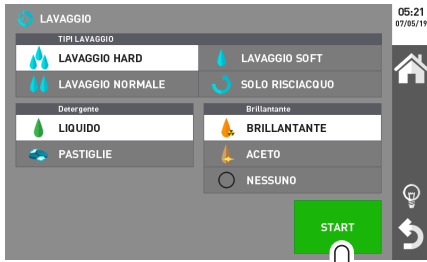 LAVAGGIO
05:21
07/05/19
TIPI LAVAGGIO
LAVAGGIO HARD
LAVAGGIO SOFT
LAVAGGIO NORMALE
SOLO RISCIACQUO
Detergente
Brillantante
LIQUIDO
BRILLANTANTE
PASTIGLIE
ACETO
NESSUNO
START